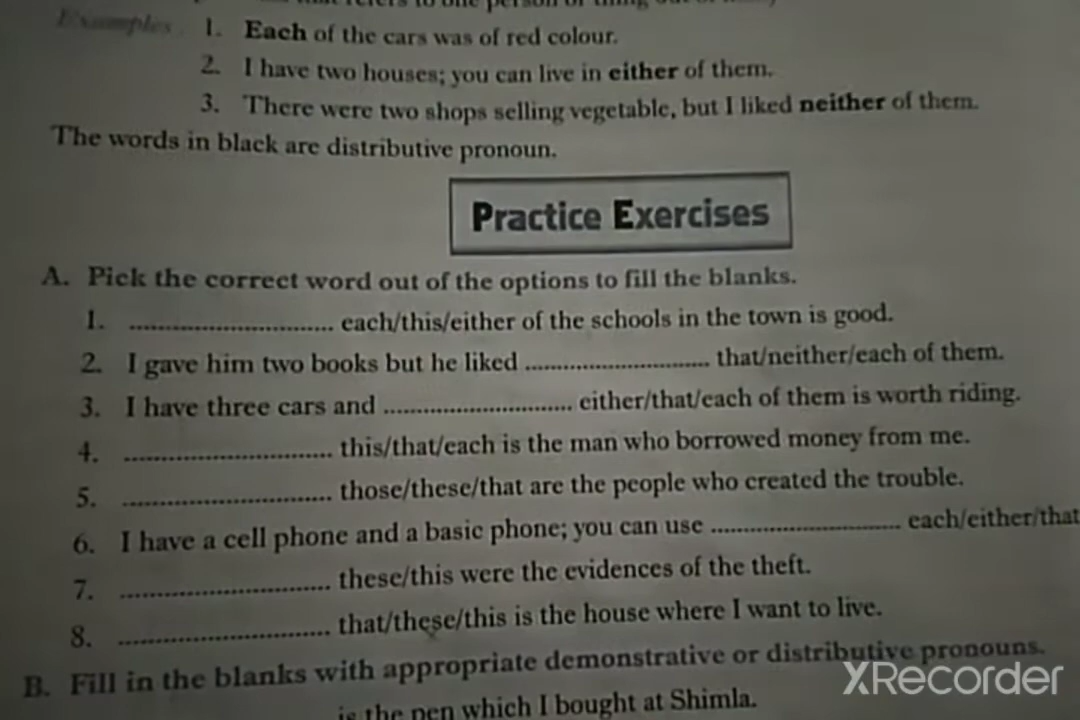 Examples 1. Each of the cars was of red colour.
2. I have two houses; you can live in either of them.
3. There were two shops selling vegetable, but I liked neither of them.
The words in black are distributive pronoun.
Practice Exercises
A. Pick the correct word out of the options to fill the blanks.
1. .............................. each/this/either of the schools in the town is good.
2. I gave him two books but he liked ........................... that/neither/each of them.
3. I have three cars and ............................ either/that/each of them is worth riding.
4. .............................. this/that/each is the man who borrowed money from me.
5. .............................. those/these/that are the people who created the trouble.
6. I have a cell phone and a basic phone; you can use ............................ each/either/that
7. .............................. these/this were the evidences of the theft.
8. .............................. that/these/this is the house where I want to live.
B. Fill in the blanks with appropriate demonstrative or distributive pronouns.
is the pen which I bought at Shimla.
XRecorder